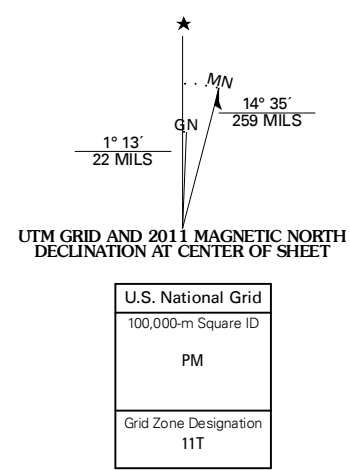 MN
GN
14° 35´
259 MILS
1° 13´
22 MILS
UTM GRID AND 2011 MAGNETIC NORTH
DECLINATION AT CENTER OF SHEET
U.S. National Grid
100,000-m Square ID
PM
Grid Zone Designation
11T